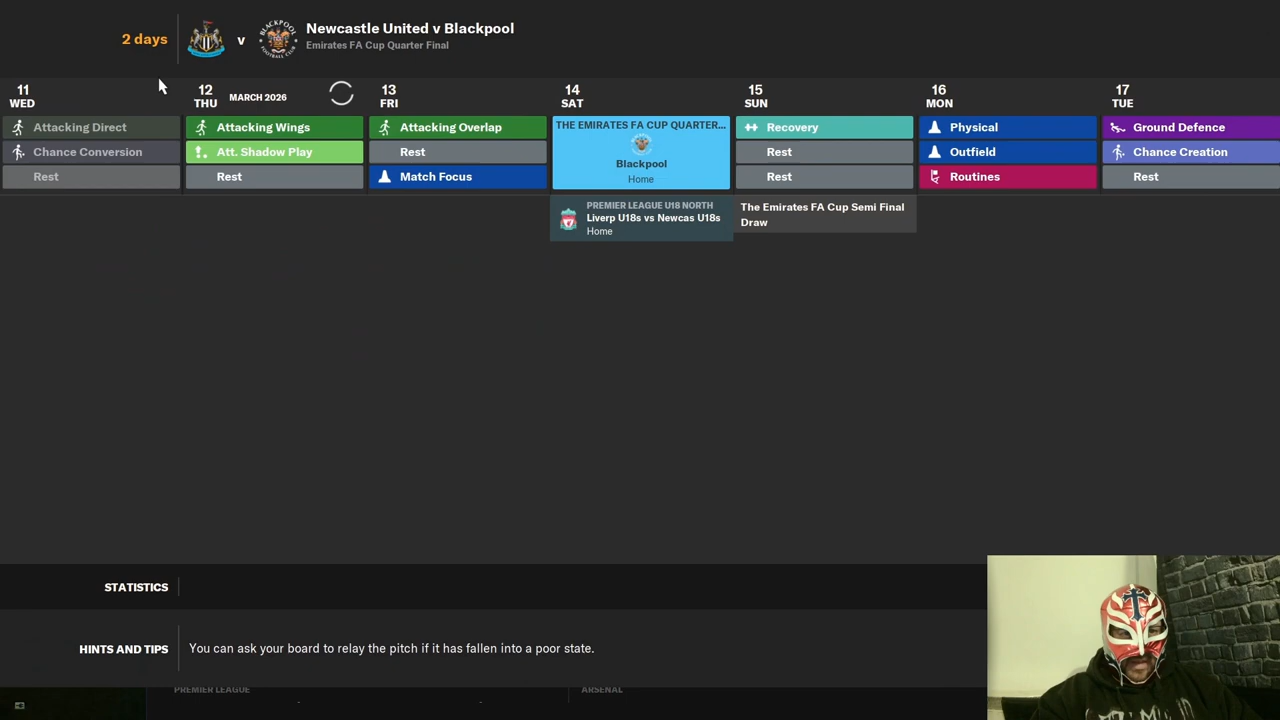 2 days
v
Newcastle United v Blackpool
Emirates FA Cup Quarter Final
BLACKPOOL
FOOTBALL CLUB
11
WED
12
THU
MARCH 2026
13
FRI
14
SAT
15
SUN
16
MON
17
TUE
Attacking Direct
Chance Conversion
Rest
Attacking Wings
Att. Shadow Play
Rest
Attacking Overlap
Rest
Match Focus
THE EMIRATES FA CUP QUARTER...
Blackpool
Home
Recovery
Rest
Rest
Physical
Outfield
Routines
Ground Defence
Chance Creation
Rest
PREMIER LEAGUE U18 NORTH
Liverp U18s vs Newcas U18s
Home
The Emirates FA Cup Semi Final
Draw
STATISTICS
HINTS AND TIPS
You can ask your board to relay the pitch if it has fallen into a poor state.
PREMIER LEAGUE
ARSENAL